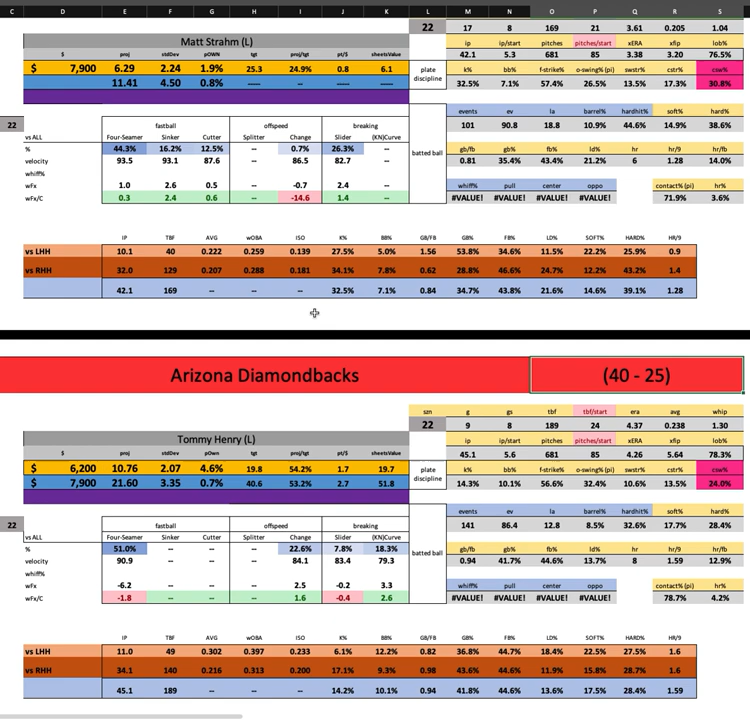 C D E F G H I J K L M N O P Q R S
22 17 8 169 21 3.61 0.205 1.04
Matt Strahm (L) ip ip/start pitches pitches/start xERA xfip lob%
$ proj stdDev pOWN tgt proj/tgt pt/$ sheetsValue 42.1 5.3 681 85 3.38 3.20 76.5%
$ 7,900 6.29 2.24 1.9% 25.3 24.9% 0.8 6.1 plate discipline k% bb% f-strike% o-swing% (pi) swstr% cstr% csw%
11.41 4.50 0.8% ---- ---- -- ---- 32.5% 7.1% 57.4% 26.5% 13.5% 17.3% 30.8%
events ev la barrel% hardhit% soft% hard%
22 fastball offspeed breaking 101 90.8 18.8 10.9% 44.6% 14.9% 38.6%
vs ALL Four-Seamer Sinker Cutter Splitter Change Slider (KN)Curve
% 44.3% 16.2% 12.5% -- 0.7% 26.3% -- batted ball gb/fb gb% fb% ld% hr hr/9 hr/fb
velocity 93.5 93.1 87.6 -- 86.5 82.7 -- 0.81 35.4% 43.4% 21.2% 6 1.28 14.0%
whiff%
wFx 1.0 2.6 0.5 -- -0.7 2.4 -- whiff% pull center oppo contact% (pi) hr%
wFx/C 0.3 2.4 0.6 -- -14.6 1.4 -- #VALUE! #VALUE! #VALUE! #VALUE! 71.9% 3.6%
IP TBF AVG wOBA ISO K% BB% GB/FB GB% FB% LD% SOFT% HARD% HR/9
vs LHH 10.1 40 0.222 0.259 0.139 27.5% 5.0% 1.56 53.8% 34.6% 11.5% 22.2% 25.9% 0.9
vs RHH 32.0 129 0.207 0.288 0.181 34.1% 7.8% 0.62 28.8% 46.6% 24.7% 12.2% 43.2% 1.4
42.1 169 -- -- 32.5% 7.1% 0.84 34.7% 43.8% 21.6% 14.6% 39.1% 1.28
Arizona Diamondbacks (40 - 25)
szn g gs tbf tbf/start era avg whip
22 9 8 189 24 4.37 0.238 1.30
Tommy Henry (L) ip ip/start pitches pitches/start xERA xfip lob%
$ proj stdDev pOwn tgt proj/tgt pt/$ sheetsValue 45.1 5.6 681 85 4.26 5.64 78.3%
$ 6,200 10.76 2.07 4.6% 19.8 54.2% 1.7 19.7 plate discipline k% bb% f-strike% o-swing% (pi) swstr% cstr% csw%
$ 7,900 21.60 3.35 0.7% 40.6 53.2% 2.7 51.8 14.3% 10.1% 56.6% 32.4% 10.6% 13.5% 24.0%
events ev la barrel% hardhit% soft% hard%
22 fastball offspeed breaking 141 86.4 12.8 8.5% 32.6% 17.7% 28.4%
vs ALL Four-Seamer Sinker Cutter Splitter Change Slider (KN)Curve
% 51.0% -- -- -- 22.6% 7.8% 18.3% batted ball gb/fb gb% fb% ld% hr hr/9 hr/fb
velocity 90.9 -- -- -- 84.1 83.4 79.3 0.94 41.7% 44.6% 13.7% 8 1.59 12.9%
whiff%
wFx -6.2 -- -- -- 2.5 -0.2 3.3 whiff% pull center oppo contact% (pi) hr%
wFx/C -1.8 -- -- -- 1.6 -0.4 2.6 #VALUE! #VALUE! #VALUE! #VALUE! 78.7% 4.2%
IP TBF AVG wOBA ISO K% BB% GB/FB GB% FB% LD% SOFT% HARD% HR/9
vs LHH 11.0 49 0.302 0.397 0.233 6.1% 12.2% 0.82 36.8% 44.7% 18.4% 22.5% 27.5% 1.6
vs RHH 34.1 140 0.216 0.313 0.200 17.1% 9.3% 0.98 43.6% 44.6% 11.9% 15.8% 28.7% 1.6
45.1 189 -- -- 14.2% 10.1% 0.94 41.8% 44.6% 13.6% 17.5% 28.4% 1.59